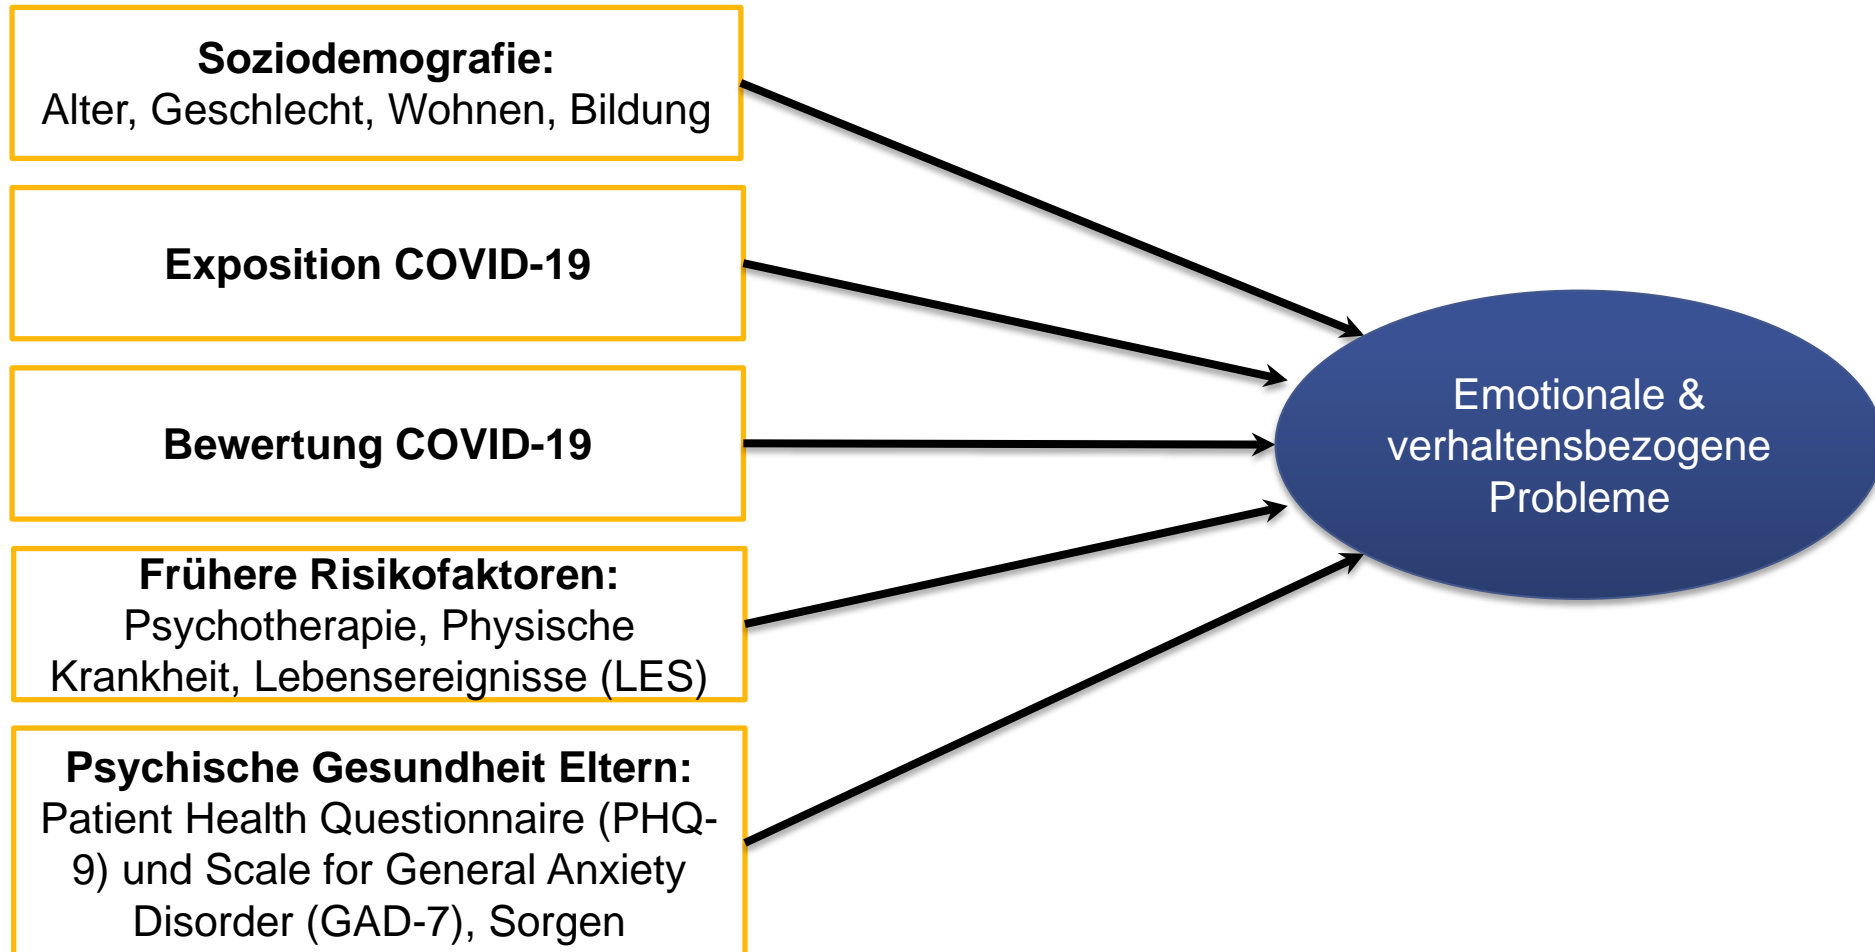 Soziodemografie:
Alter, Geschlecht, Wohnen, Bildung
Exposition COVID-19
Bewertung COVID-19
Frühere Risikofaktoren:
Psychotherapie, Physische
Krankheit, Lebensereignisse (LES)
Psychische Gesundheit Eltern:
Patient Health Questionnaire (PHQ-
9) und Scale for General Anxiety
Disorder (GAD-7), Sorgen
Emotionale &
verhaltensbezogene
Probleme